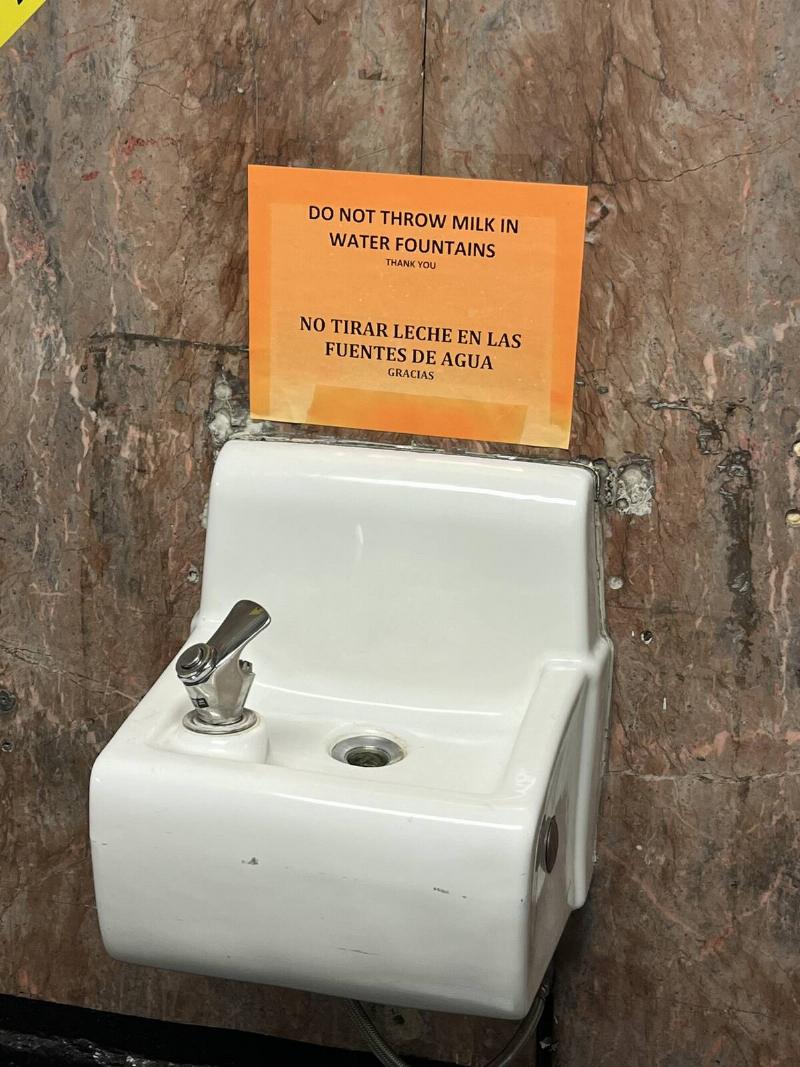 DO NOT THROW MILK IN
WATER FOUNTAINS
THANK YOU
NO TIRAR LECHE EN LAS
FUENTES DE AGUA
GRACIAS